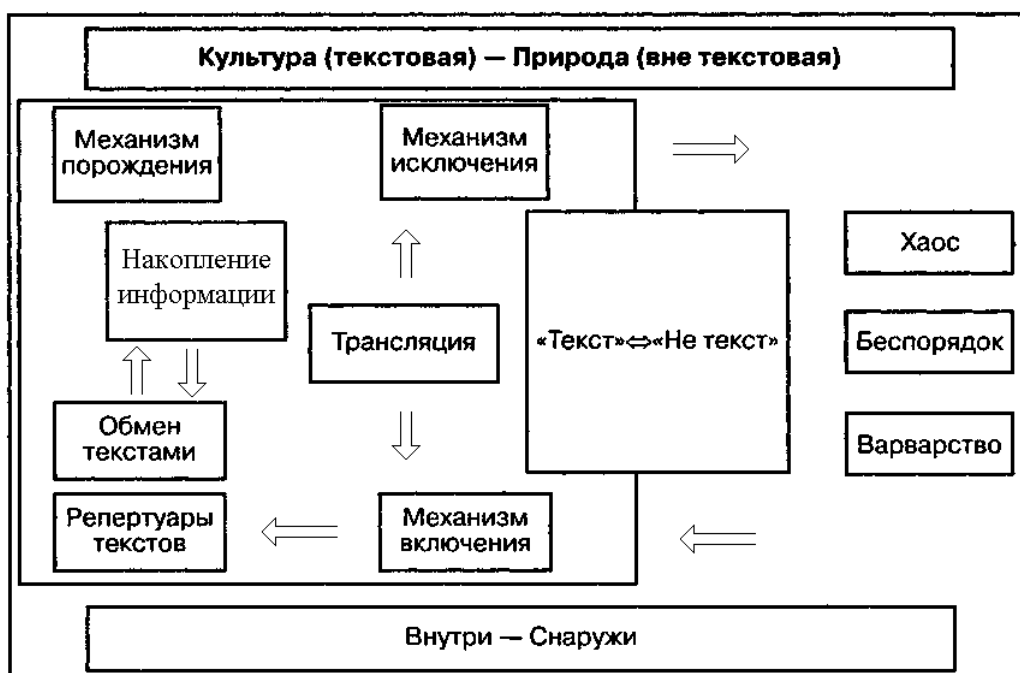 Культура (текстовая) — Природа (вне текстовая)
Механизм
порождения
Механизм
исключения
Накопление
информации
Трансляция
«Текст»⇔«Не текст»
Хаос
Беспорядок
Варварство
Обмен
текстами
Репертуары
текстов
Механизм
включения
Внутри — Снаружи